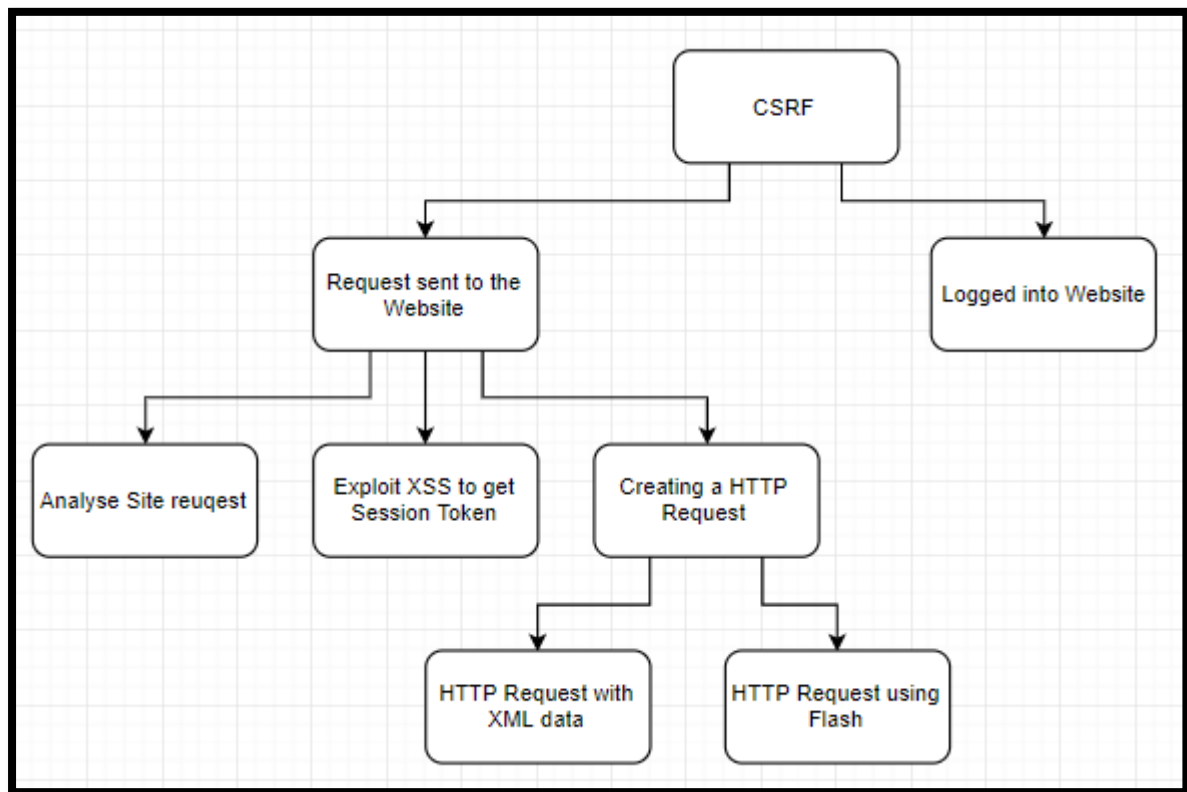 CSRF
Request sent to the
Website
Logged into Website
Analyse Site reuqest
Exploit XSS to get
Session Token
Creating a HTTP
Request
HTTP Request with
XML data
HTTP Request using
Flash